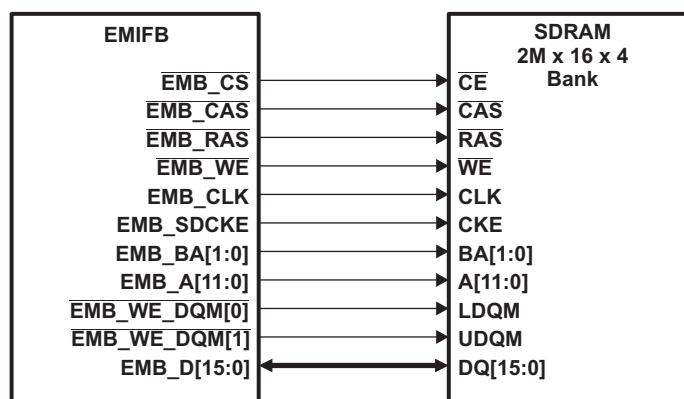 EMIFB
EMB_CS
EMB_CAS
EMB_RAS
EMB_WE
EMB_CLK
EMB_SDCKE
EMB_BA[1:0]
EMB_A[11:0]
EMB_WE_DQM[0]
EMB_WE_DQM[1]
EMB_D[15:0]
SDRAM
2M x 16 x 4
Bank
CE
CAS
RAS
WE
CLK
CKE
BA[1:0]
A[11:0]
LDQM
UDQM
DQ[15:0]